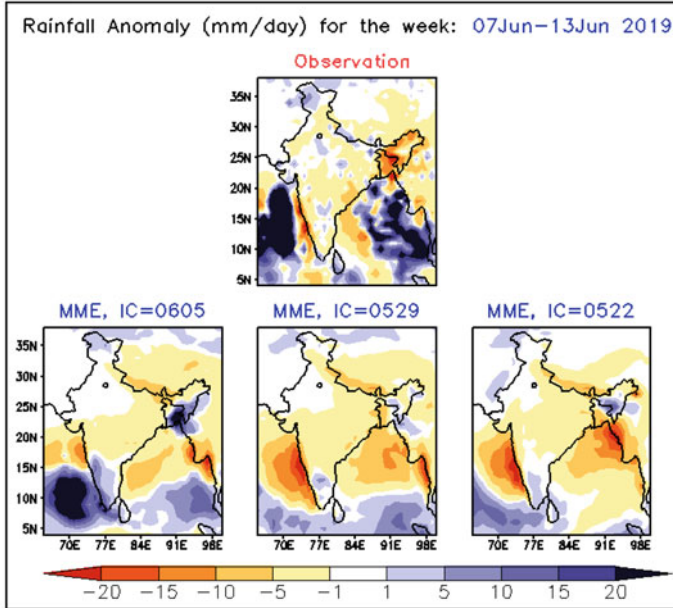 Rainfall Anomaly (mm/day) for the week: 07Jun–13Jun 2019
Observation
35N
30N
25N
20N
15N
10N
5N
MME, IC=0605 MME, IC=0529 MME, IC=0522
35N
30N
25N
20N
15N
10N
5N
70E 77E 84E 91E 98E 70E 77E 84E 91E 98E 70E 77E 84E 91E 98E
−20 −15 −10 −5 −1 1 5 10 15 20